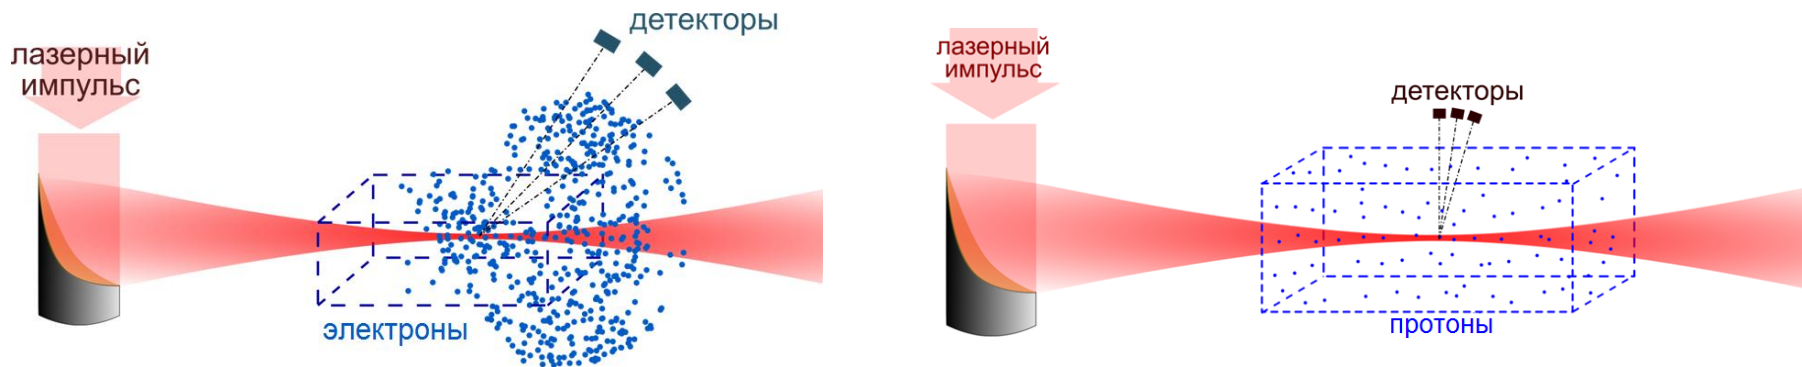 детекторы
лазерный
импульс
электроны
лазерный
импульс
детекторы
протоны